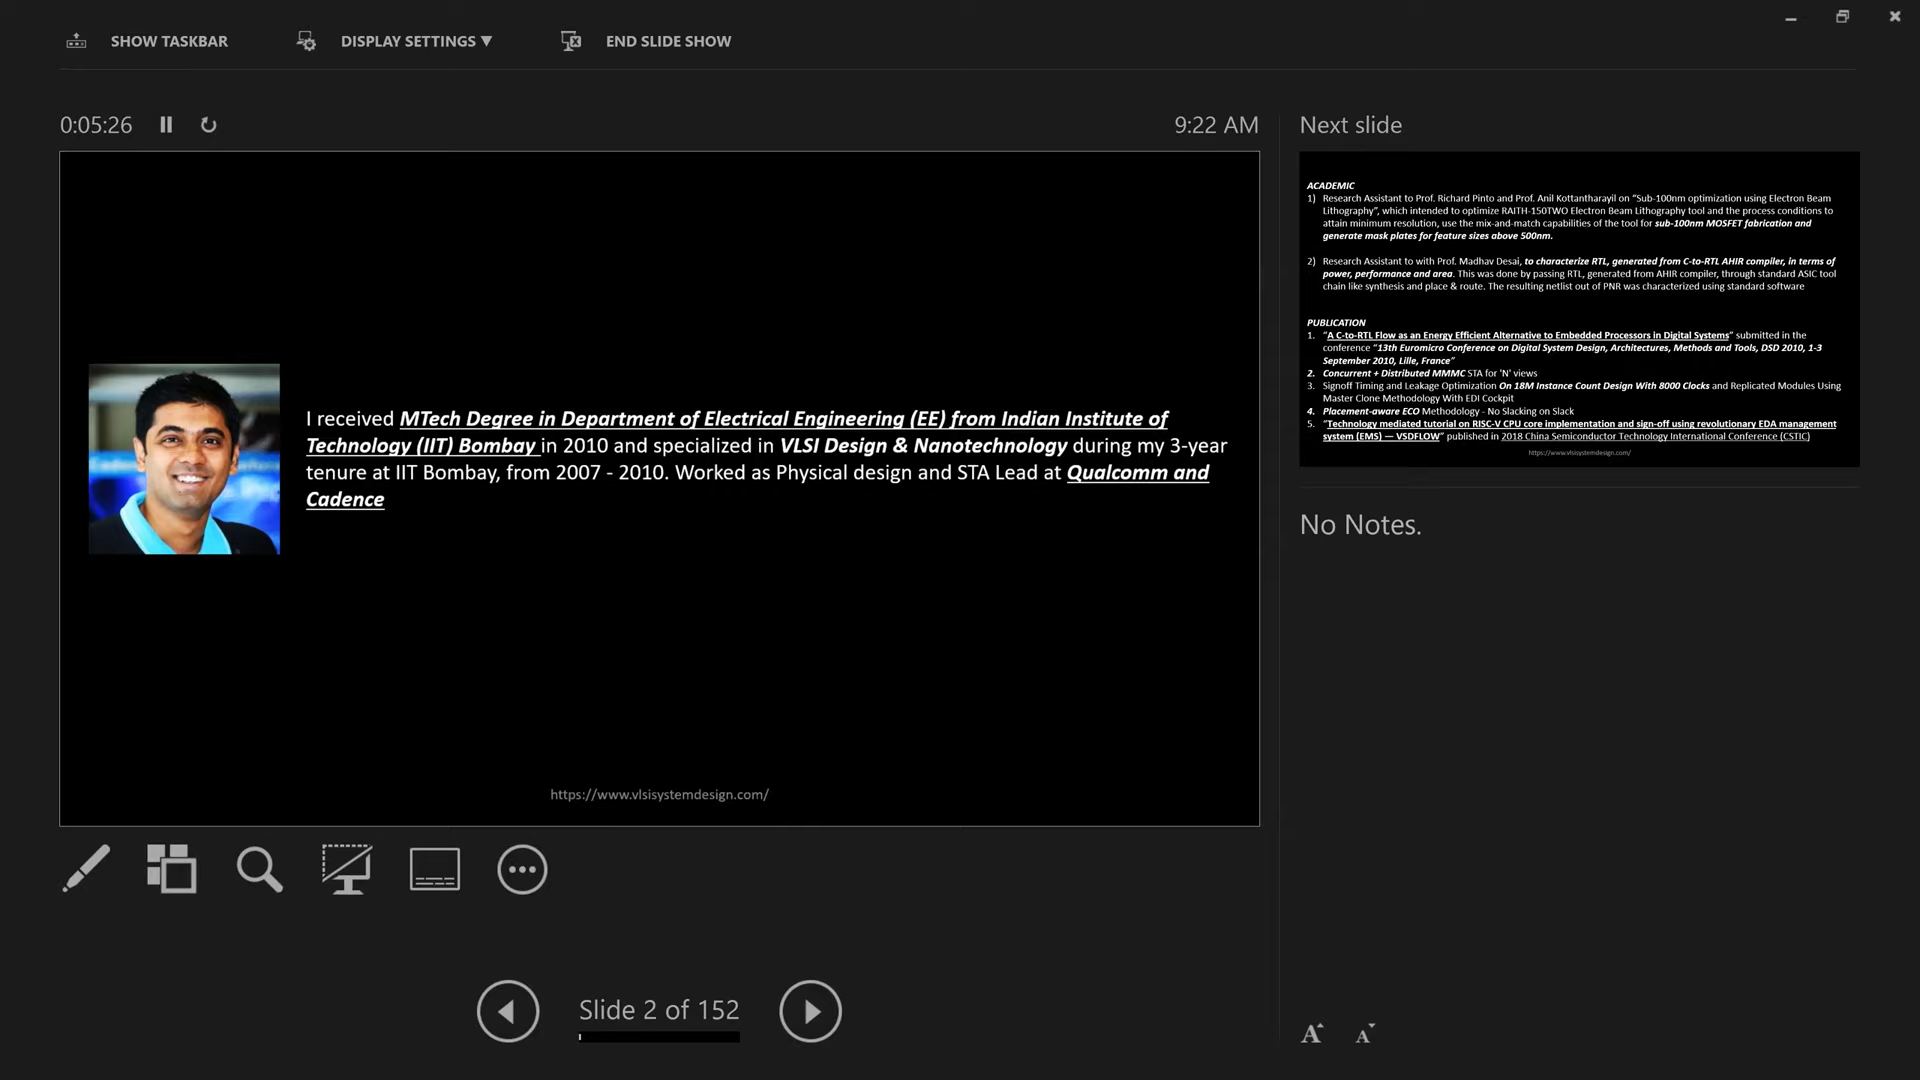 SHOW TASKBAR
DISPLAY SETTINGS ▼
END SLIDE SHOW
0:05:26
9:22 AM
I received MTech Degree in Department of Electrical Engineering (EE) from Indian Institute of
Technology (IIT) Bombay in 2010 and specialized in VLSI Design & Nanotechnology during my 3-year
tenure at IIT Bombay, from 2007 - 2010. Worked as Physical design and STA Lead at Qualcomm and
Cadence
https://www.vlsisystemdesign.com/
Slide 2 of 152
Next slide
ACADEMIC
1) Research Assistant to Prof. Richard Pinto and Prof. Anil Kottantharayil on “Sub-100nm optimization using Electron Beam
Lithography”, which intended to optimize RAITH-150TWO Electron Beam Lithography tool and the process conditions to
attain minimum resolution, use the mix-and-match capabilities of the tool for sub-100nm MOSFET fabrication and
generate mask plates for feature sizes above 500nm.
2) Research Assistant to with Prof. Madhav Desai, to characterize RTL, generated from C-to-RTL AHIR compiler, in terms of
power, performance and area. This was done by passing RTL, generated from AHIR compiler, through standard ASIC tool
chain like synthesis and place & route. The resulting netlist out of PNR was characterized using standard software
PUBLICATION
1. “A C-to-RTL Flow as an Energy Efficient Alternative to Embedded Processors in Digital Systems” submitted in the
conference “13th Euromicro Conference on Digital System Design, Architectures, Methods and Tools, DSD 2010, 1-3
September 2010, Lille, France”
2. Concurrent + Distributed MMMC STA for 'N' views
3. Signoff Timing and Leakage Optimization On 18M Instance Count Design With 8000 Clocks and Replicated Modules Using
Master Clone Methodology With EDI Cockpit
4. Placement-aware ECO Methodology - No Slacking on Slack
5. “Technology mediated tutorial on RISC-V CPU core implementation and sign-off using revolutionary EDA management
system (EMS) — VSDFLOW” published in 2018 China Semiconductor Technology International Conference (CSTIC)
https://www.vlsisystemdesign.com/
No Notes.
A A